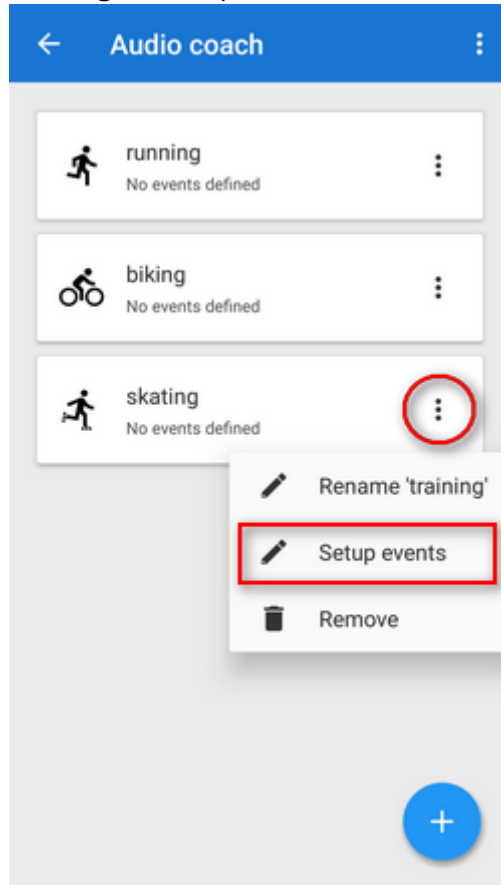 Audio coach
running
No events defined
biking
No events defined
skating
No events defined
Rename 'training'
Setup events
Remove